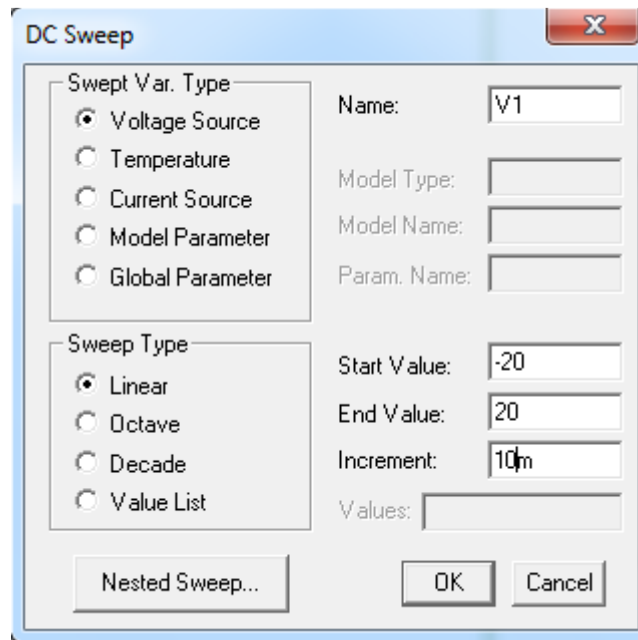 DC Sweep
Swept Var. Type
Voltage Source
Temperature
Current Source
Model Parameter
Global Parameter
Name: V1
Model Type:
Model Name:
Param. Name:
Sweep Type
Linear
Octave
Decade
Value List
Start Value: -20
End Value: 20
Increment: 10m
Values:
Nested Sweep...
OK
Cancel